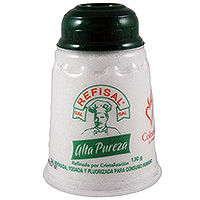 REFISAL
SAL SAL
Alta Pureza
Refinada por Cristalización
130 g
YODADA Y FLUORIZADA PARA CONSUMO HUMANO